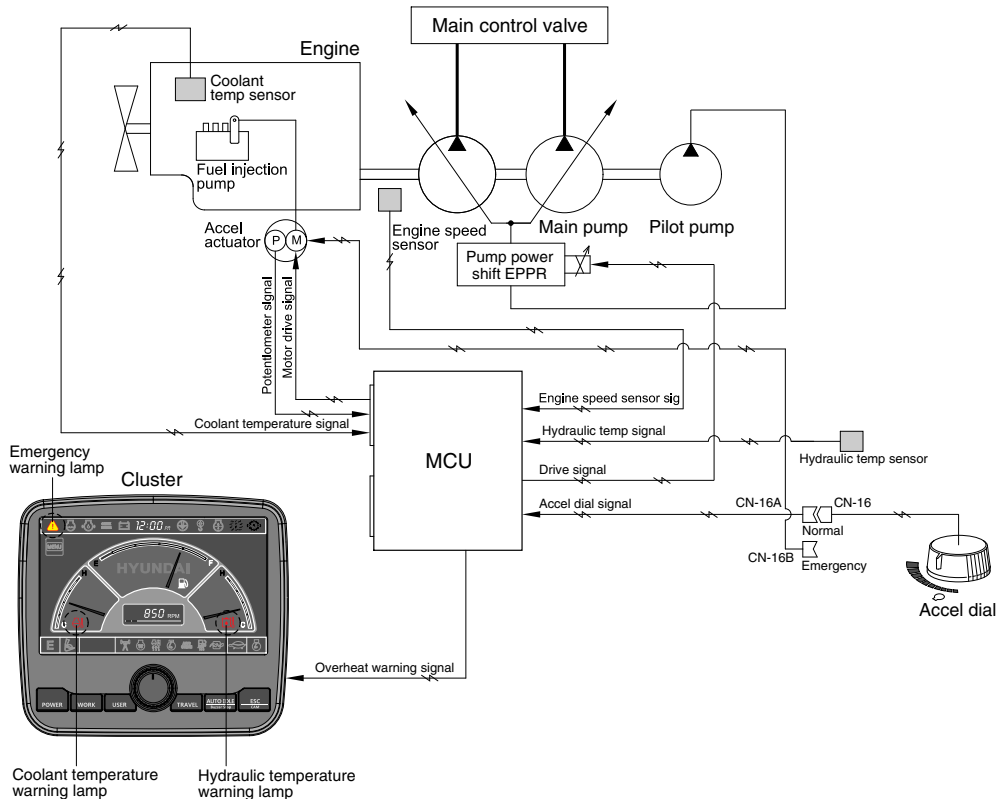 Main control valve
Engine
Coolant
temp sensor
Fuel injection
pump
Accel
actuator
P
M
Engine speed
sensor
Main pump
Pilot pump
Pump power
shift EPPR
Potentiometer signal
Motor drive signal
Coolant temperature signal
MCU
Engine speed sensor sig
Hydraulic temp signal
Hydraulic temp sensor
Drive signal
Accel dial signal
CN-16A
CN-16
Normal
CN-16B
Emergency
Accel dial
Emergency
warning lamp
Cluster
12:00
MENU
HYUNDAI
E
F
H
H
C
C
850 RPM
E
POWER
WORK
USER
TRAVEL
AUTO IDLE
ESC
CAM
Overheat warning signal
Coolant temperature
warning lamp
Hydraulic temperature
warning lamp